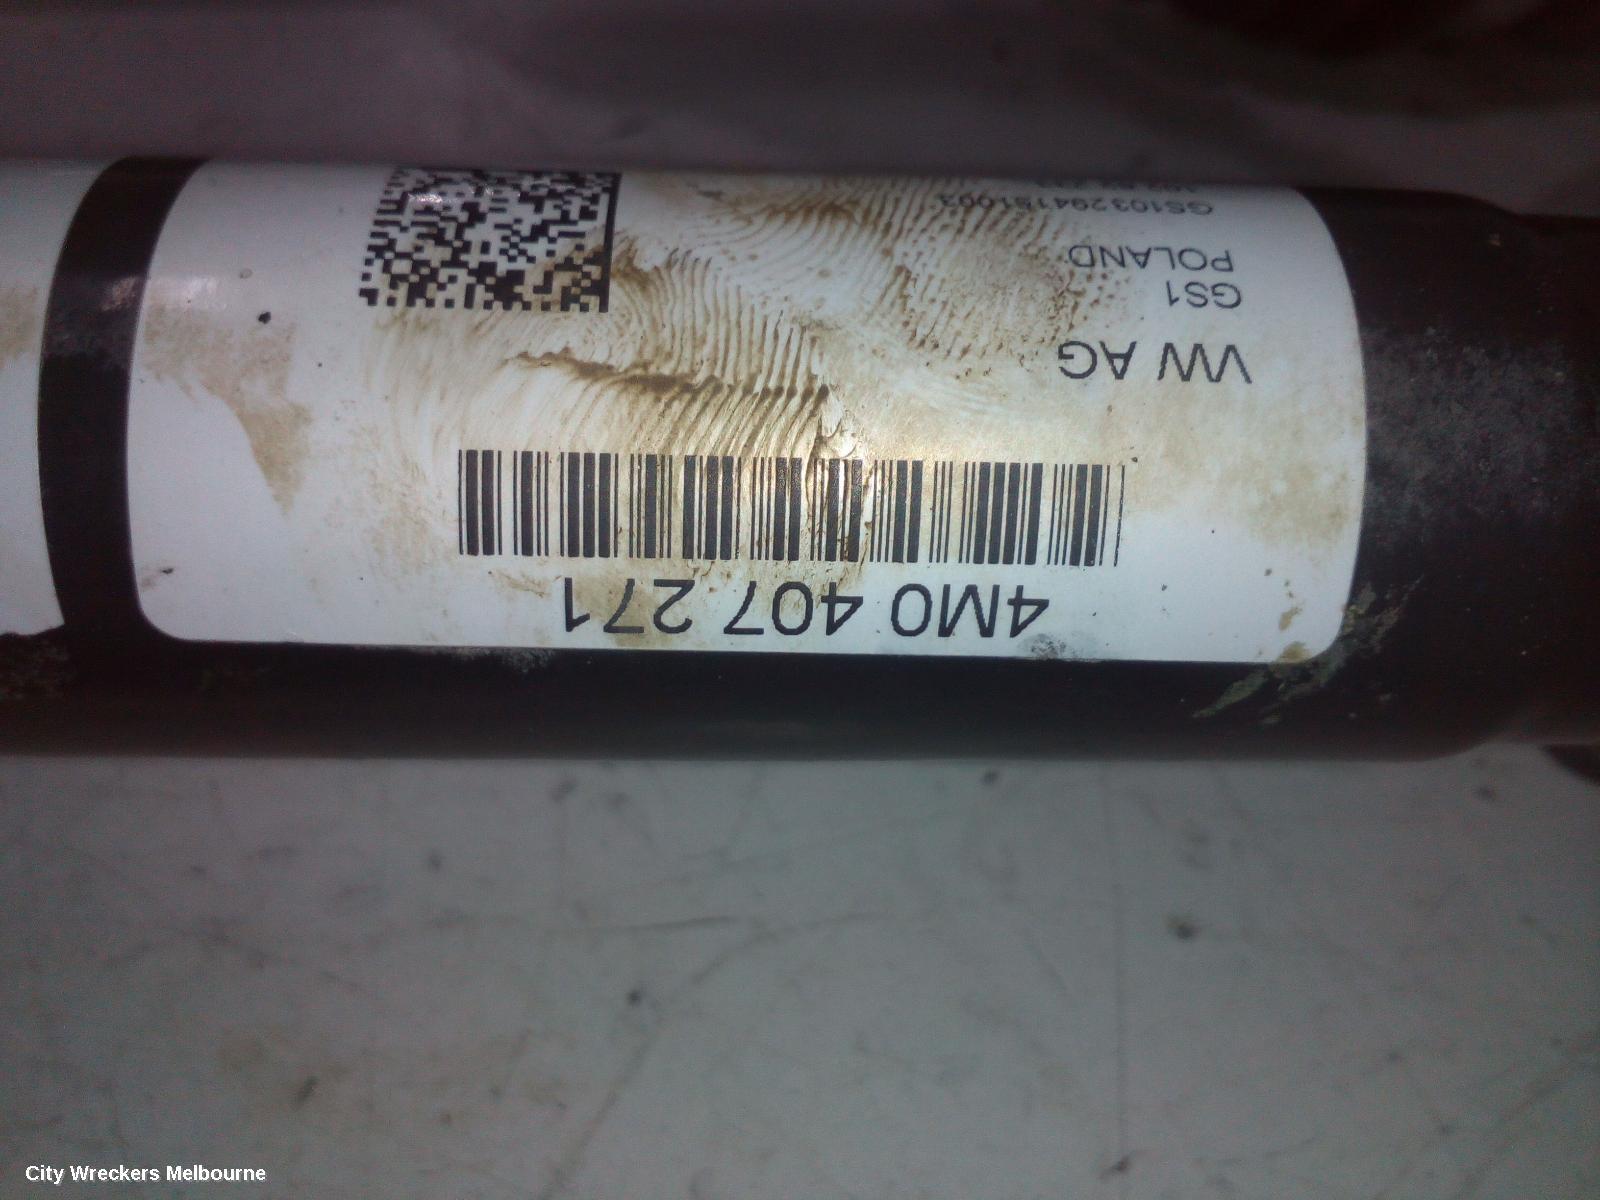 4M0 407 271
VW AG
GS1
POLAND
City Wreckers Melbourne